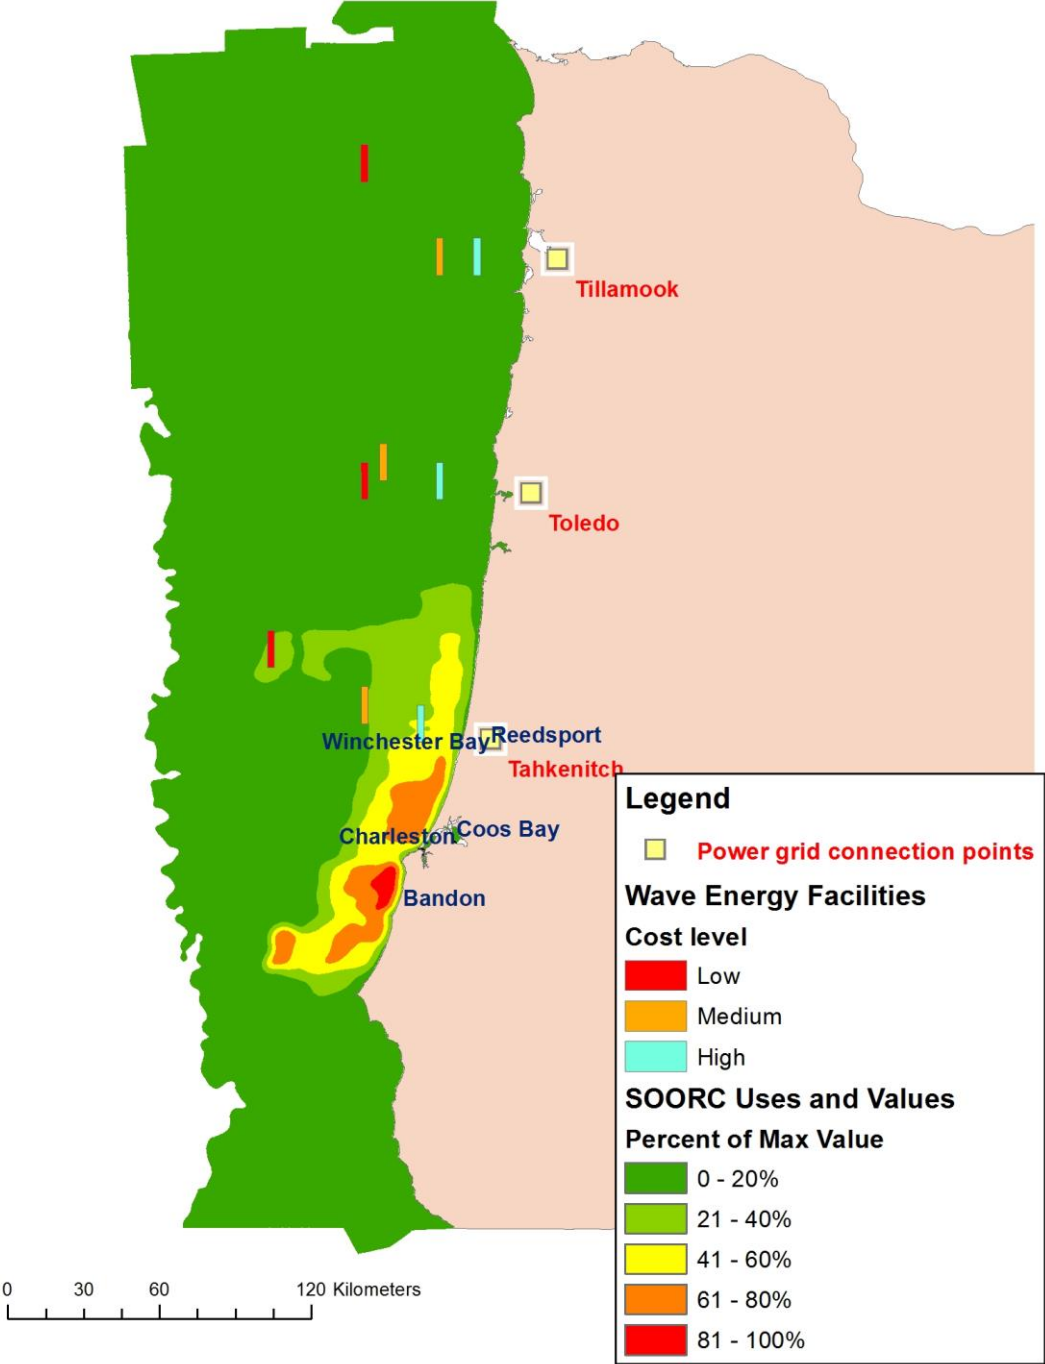 Tillamook
Toledo
Reedsport
Winchester Bay
Tahkenitch
Coos Bay
Charleston
Bandon
Legend
Power grid connection points
Wave Energy Facilities
Cost level
Low
Medium
High
SOORC Uses and Values
Percent of Max Value
0 - 20%
21 - 40%
41 - 60%
61 - 80%
81 - 100%
0 30 60 120 Kilometers